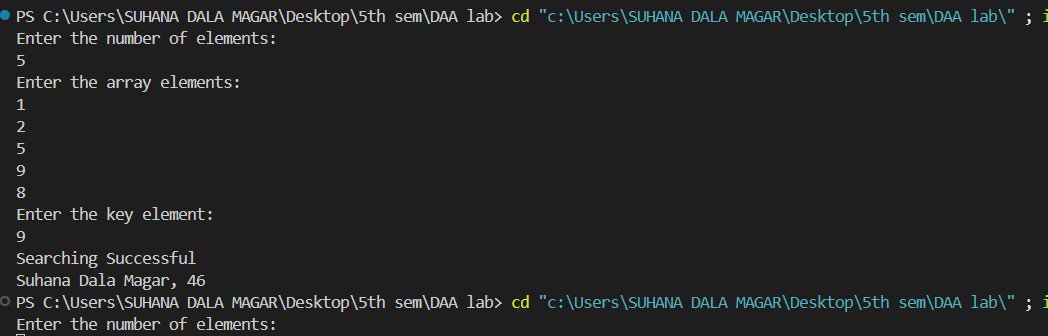 PS C:\Users\SUHANA DALA MAGAR\Desktop\5th sem\DAA lab> cd "c:\Users\SUHANA DALA MAGAR\Desktop\5th sem\DAA lab\" ; i
Enter the number of elements:
5
Enter the array elements:
1
2
5
9
8
Enter the key element:
9
Searching Successful
Suhana Dala Magar, 46
PS C:\Users\SUHANA DALA MAGAR\Desktop\5th sem\DAA lab> cd "c:\Users\SUHANA DALA MAGAR\Desktop\5th sem\DAA lab\" ; i
Enter the number of elements: